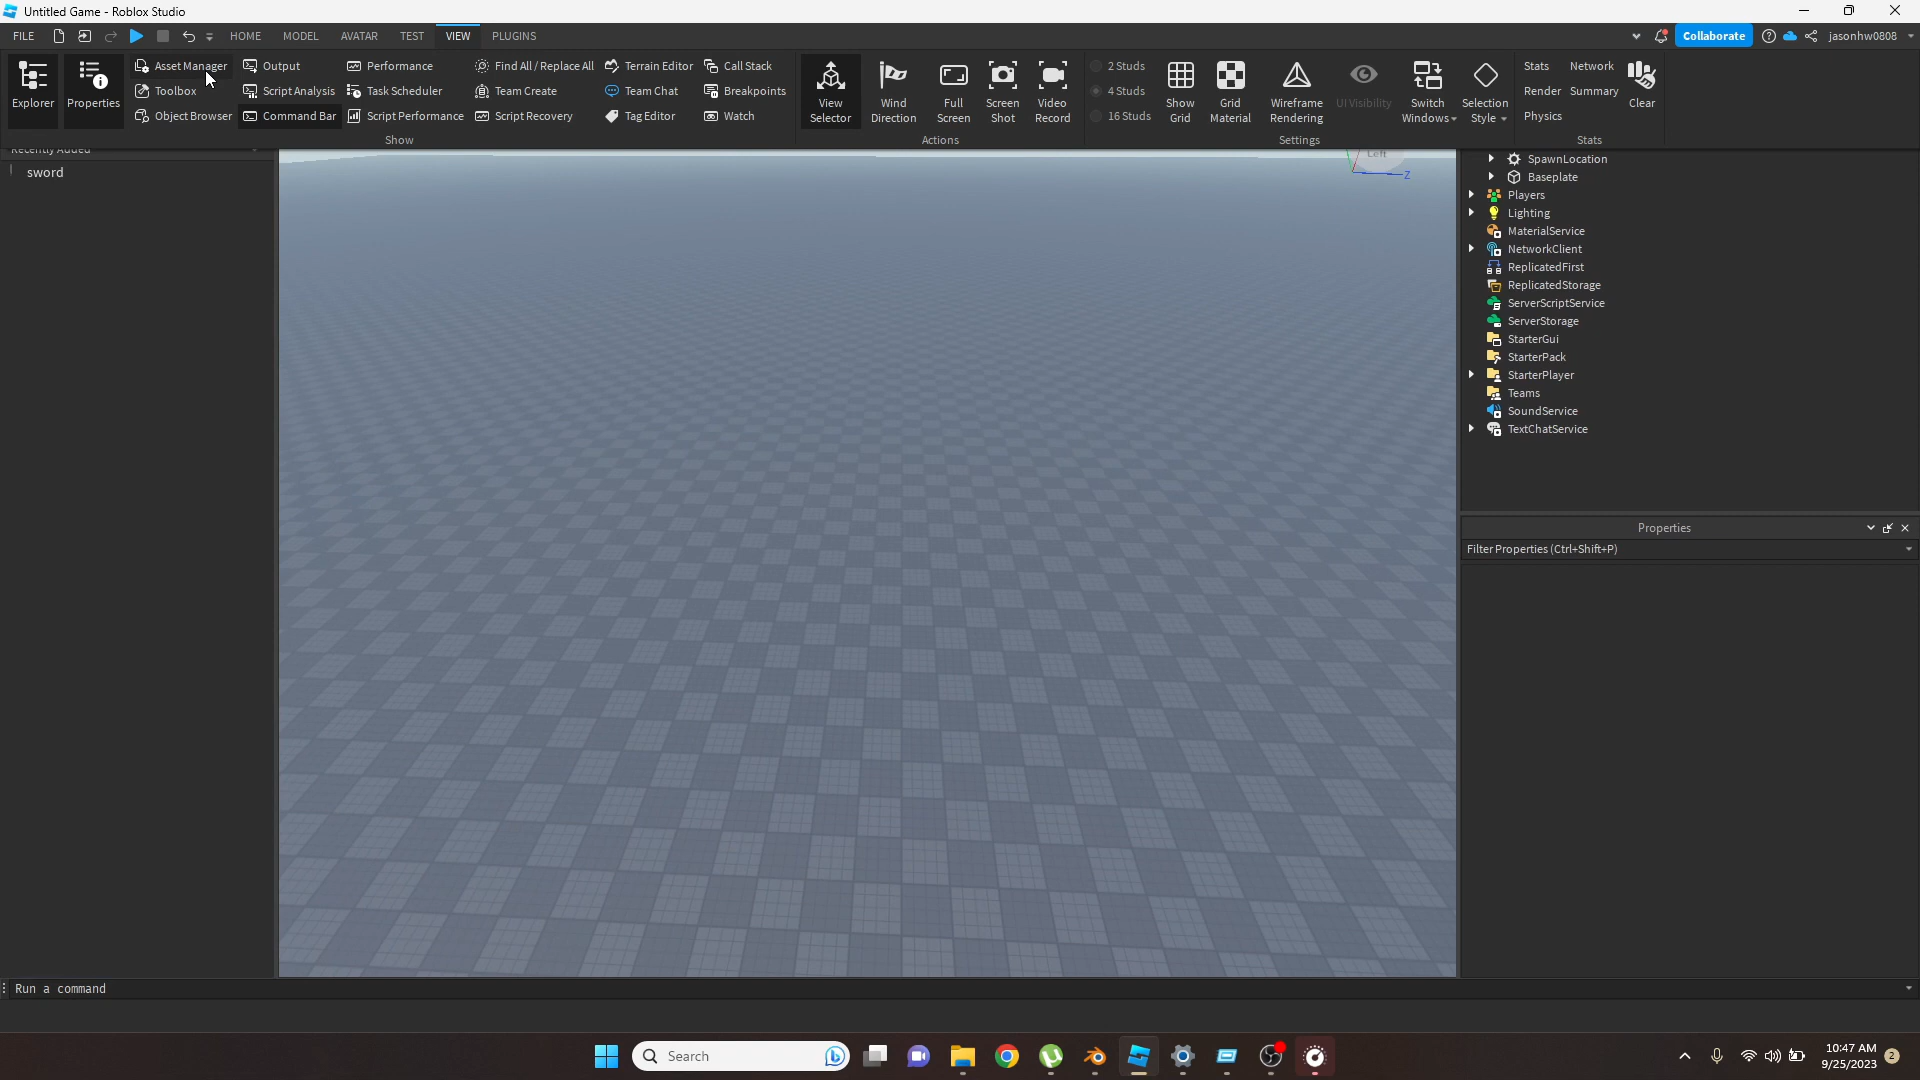 Untitled Game - Roblox Studio
FILE HOME MODEL AVATAR TEST VIEW PLUGINS Collaborate jasonhw0808
Explorer Properties
Asset Manager
Toolbox
Object Browser
Output
Script Analysis
Command Bar
Performance
Task Scheduler
Script Performance
Find All / Replace All
Team Create
Script Recovery
Terrain Editor
Team Chat
Tag Editor
Call Stack
Breakpoints
Watch
Show
View
Selector
Wind
Direction
Full
Screen
Screen
Shot
Video
Record
Actions
2 Studs
4 Studs
16 Studs
Show
Grid
Grid
Material
Wireframe
Rendering
UI Visibility
Switch
Windows
Selection
Style
Settings
Stats
Render
Physics
Network
Summary
Clear
Stats
Recently Added
sword
Left
Z
SpawnLocation
Baseplate
Players
Lighting
MaterialService
NetworkClient
ReplicatedFirst
ReplicatedStorage
ServerScriptService
ServerStorage
StarterGui
StarterPack
StarterPlayer
Teams
SoundService
TextChatService
Properties
Filter Properties (Ctrl+Shift+P)
Run a command
Search
10:47 AM
9/25/2023
2